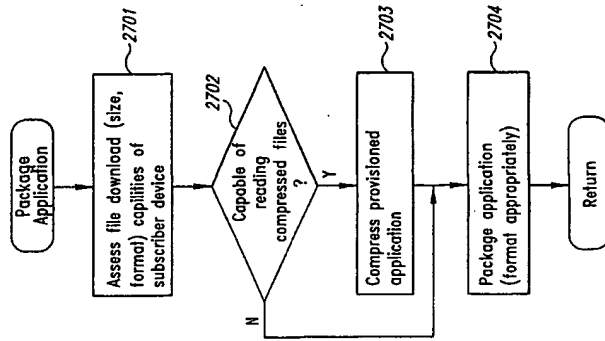 Package
Application
2701
Assess file download (size,
format) caplities of
subscriber device
2702
Capable of
reading
compressed files
?
Y
N
2703
Compress provisioned
application
2704
Package application
(format appropriately)
Return